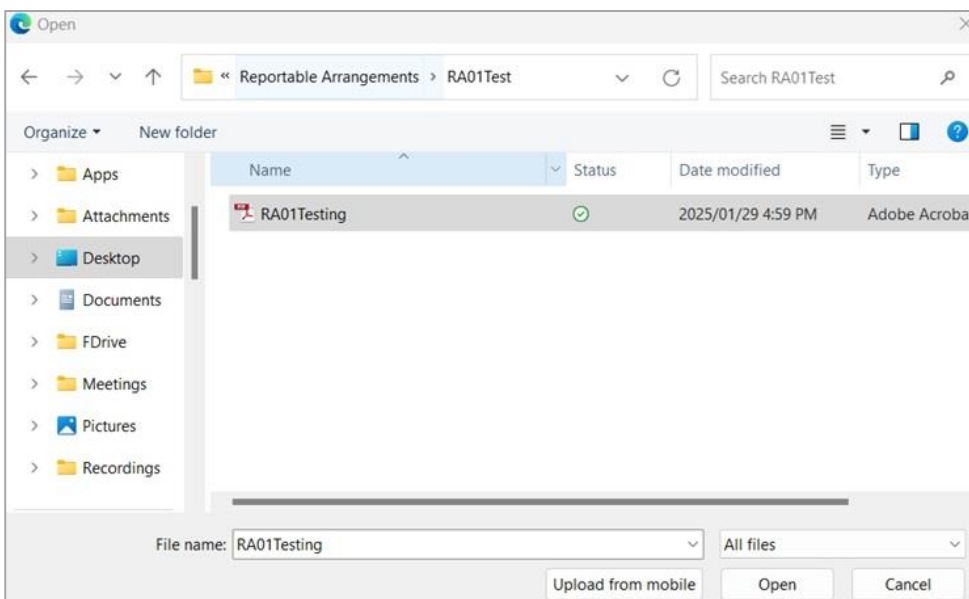 Open
« Reportable Arrangements > RA01Test
Search RA01Test
Organize New folder
Name Status Date modified Type
Apps
Attachments
Desktop
Documents
FDrive
Meetings
Pictures
Recordings
RA01Testing 2025/01/29 4:59 PM Adobe Acroba
File name: RA01Testing All files
Upload from mobile Open Cancel